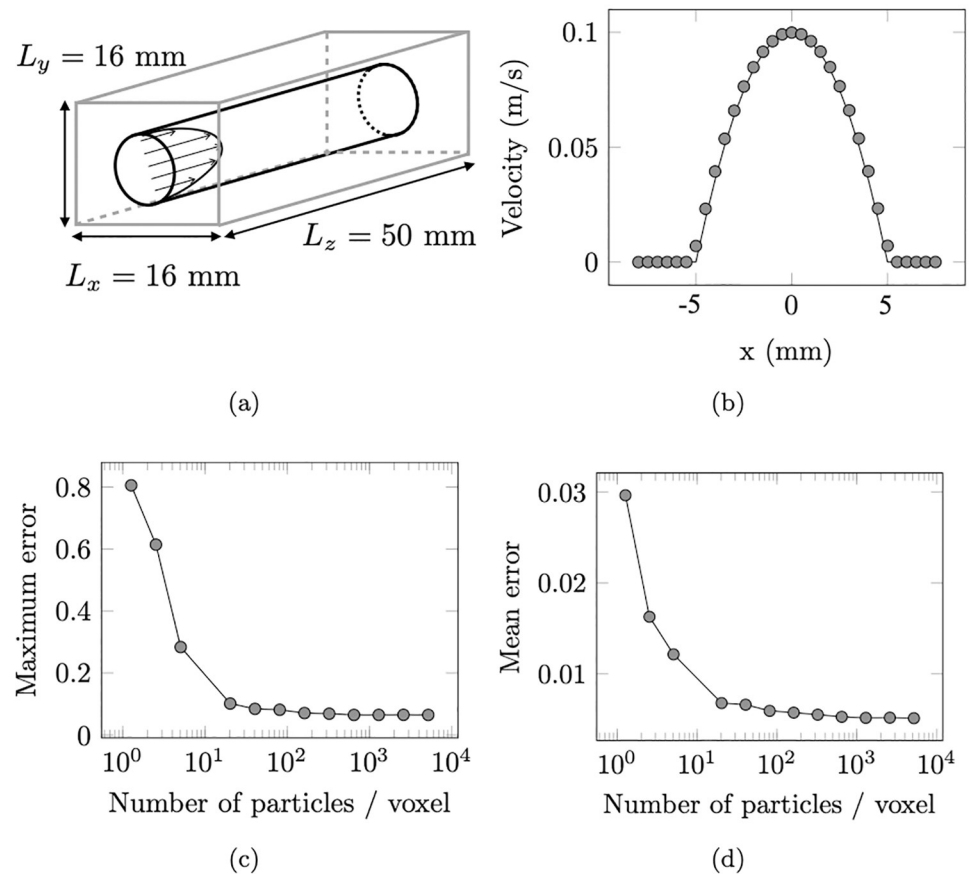 L_y = 16 mm
L_z = 50 mm
L_x = 16 mm
(a)
Velocity (m/s)
0.1
0.05
0
-5 0 5
x (mm)
(b)
Maximum error
0.8
0.6
0.4
0.2
0
10^0 10^1 10^2 10^3 10^4
Number of particles / voxel
(c)
Mean error
0.03
0.02
0.01
10^0 10^1 10^2 10^3 10^4
Number of particles / voxel
(d)